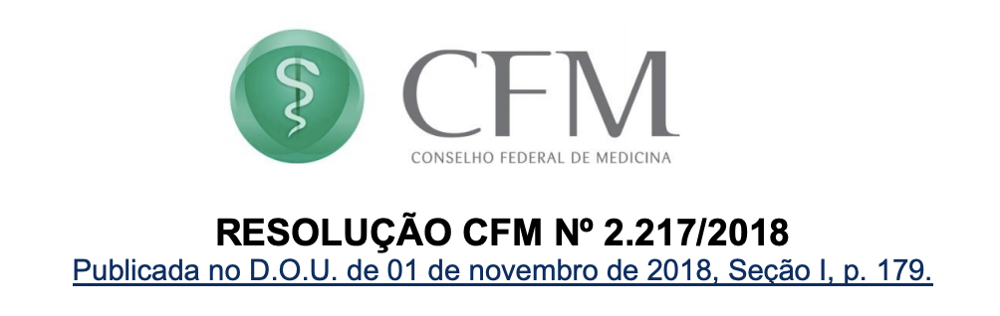 CFM
CONSELHO FEDERAL DE MEDICINA
RESOLUÇÃO CFM Nº 2.217/2018
Publicada no D.O.U. de 01 de novembro de 2018, Seção I, p. 179.